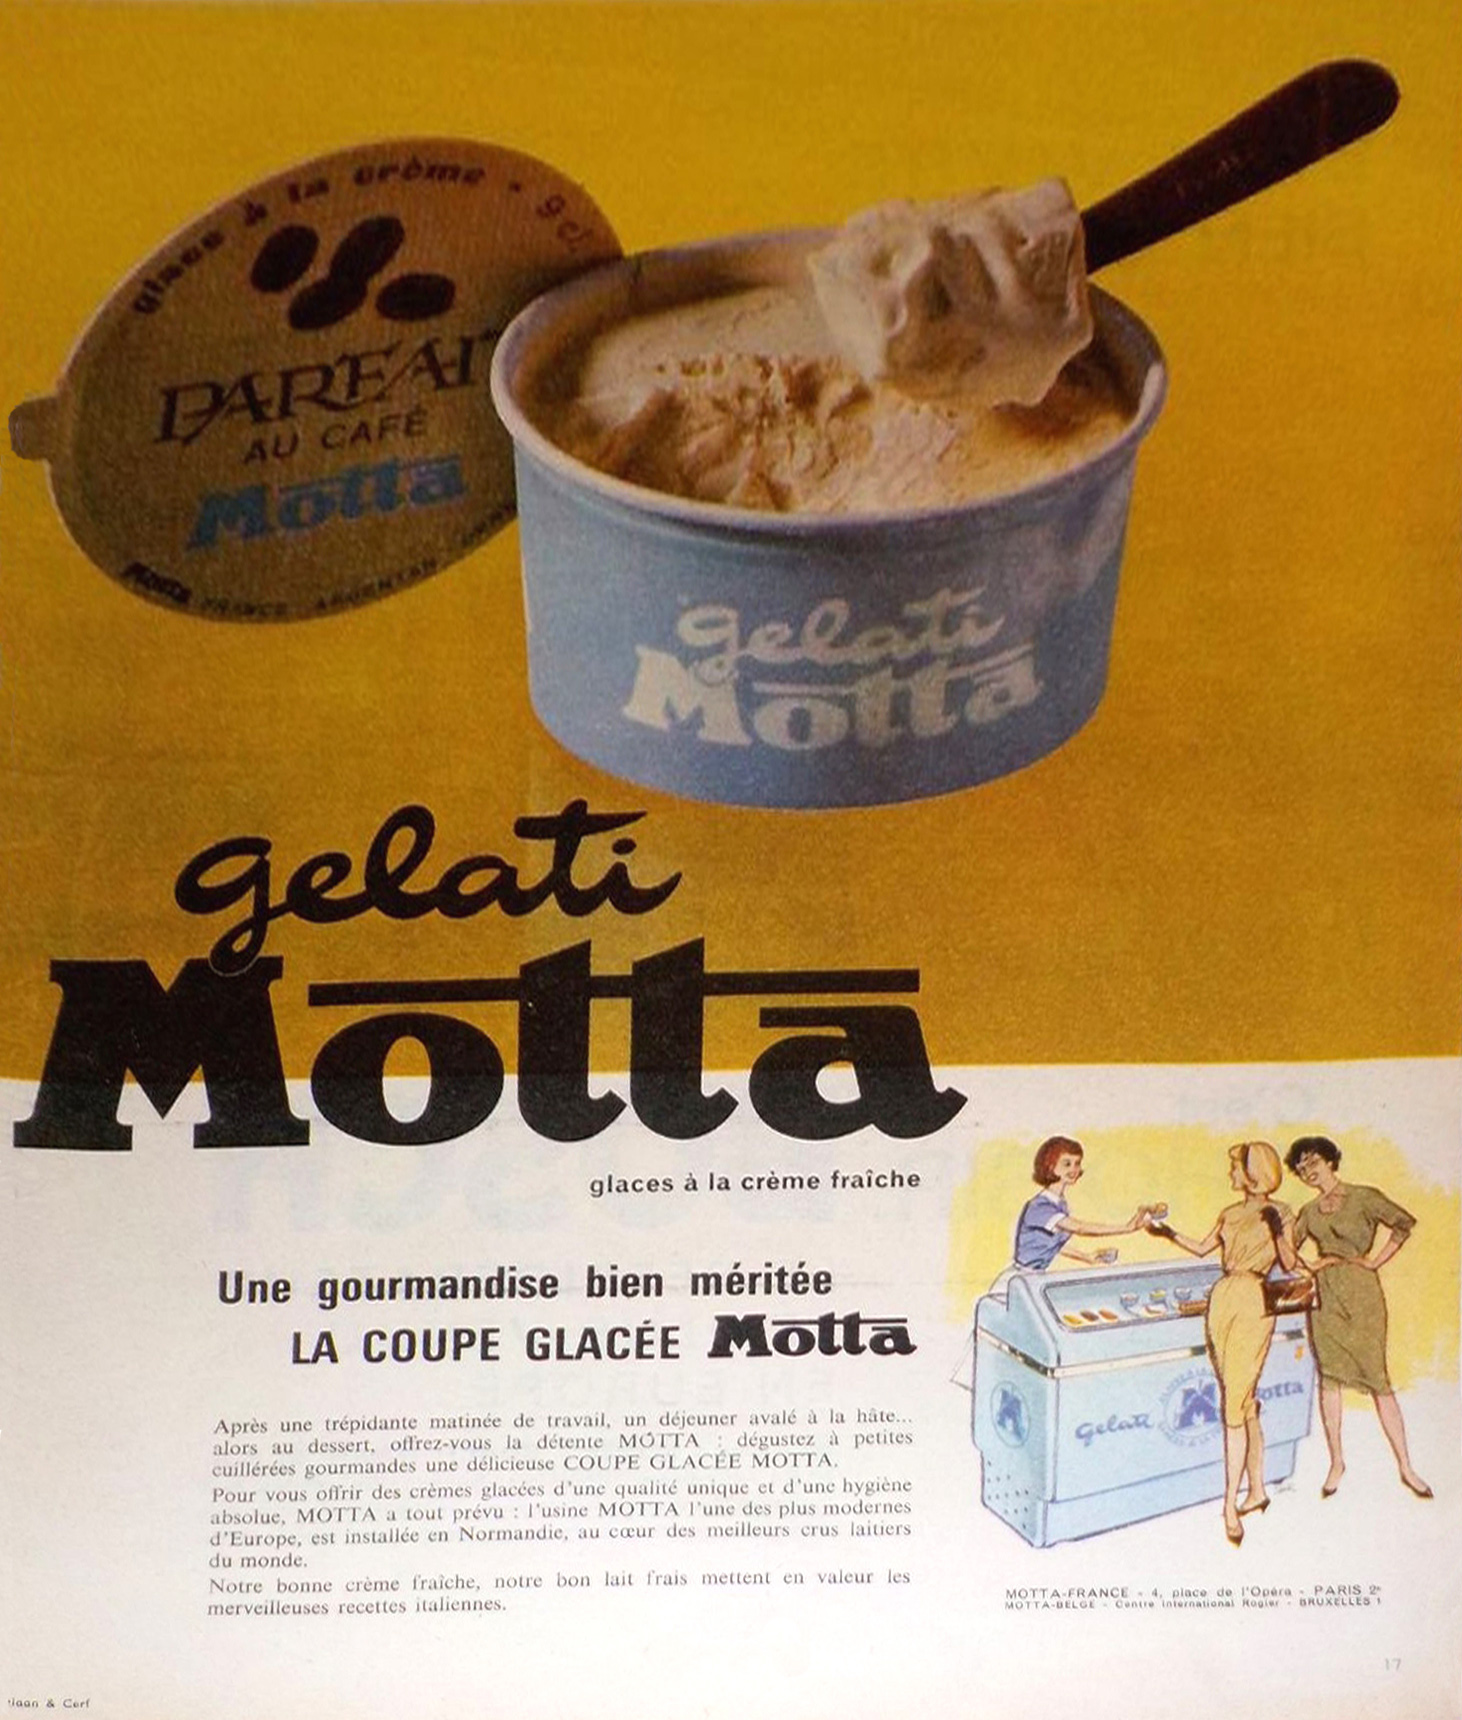 glace à la crème • 9 cl.
PARFAIT
AU CAFÉ
Motta
Motta FRANCE ARGENTAN
gelati
Motta
gelati
Motta
glaces à la crème fraîche
Une gourmandise bien méritée
LA COUPE GLACÉE Motta
Après une trépidante matinée de travail, un déjeuner avalé à la hâte...
alors au dessert, offrez-vous la détente MOTTA : dégustez à petites
cuillérées gourmandes une délicieuse COUPE GLACÉE MOTTA.
Pour vous offrir des crèmes glacées d'une qualité unique et d'une hygiène
absolue, MOTTA a tout prévu : l'usine MOTTA l'une des plus modernes
d'Europe, est installée en Normandie, au cœur des meilleurs crus laitiers
du monde.
Notre bonne crème fraîche, notre bon lait frais mettent en valeur les
merveilleuses recettes italiennes.
Gelati M Motta
MOTTA-FRANCE - 4, place de l'Opéra - PARIS 2e
MOTTA-BELGE - Centre International Rogier - BRUXELLES 1
17
& Cerf